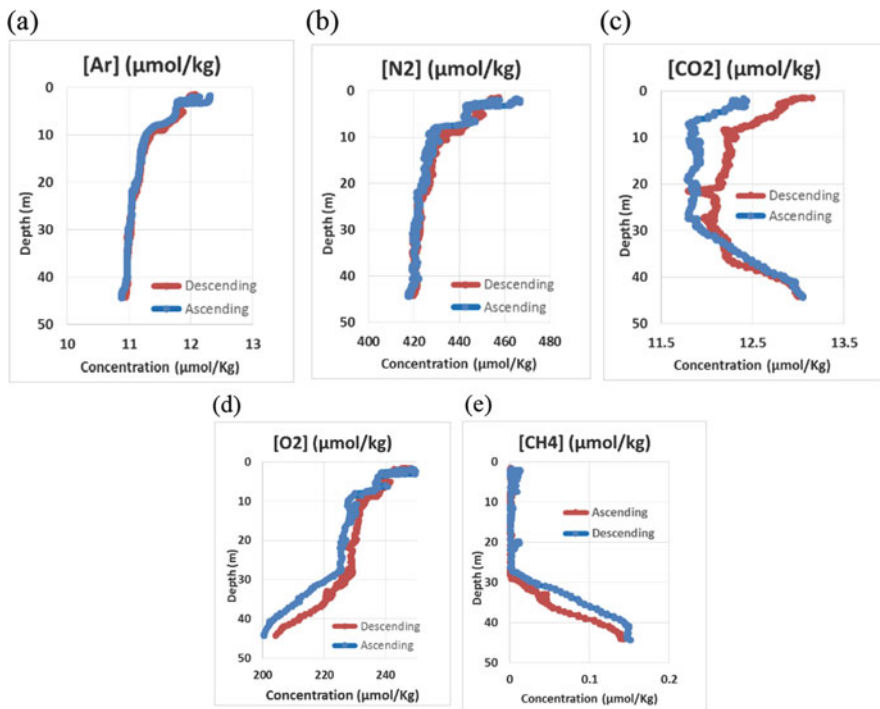 (a)
[Ar] (µmol/kg)
0
10
20
30
40
50
Depth (m)
Descending
Ascending
10 11 12 13
Concentration (µmol/Kg)
(b)
[N2] (µmol/kg)
0
10
20
30
40
50
Depth (m)
Descending
Ascending
400 420 440 460 480
Concentration (µmol/Kg)
(c)
[CO2] (µmol/kg)
0
10
20
30
40
50
Depth (m)
Descending
Ascending
11.5 12.5 13.5
Concentration (µmol/Kg)
(d)
[O2] (µmol/kg)
0
10
20
30
40
50
Depth (m)
Descending
Ascending
200 220 240
Concentration (µmol/Kg)
(e)
[CH4] (µmol/kg)
0
10
20
30
40
50
Depth (m)
Ascending
Descending
0 0.1 0.2
Concentration (µmol/Kg)